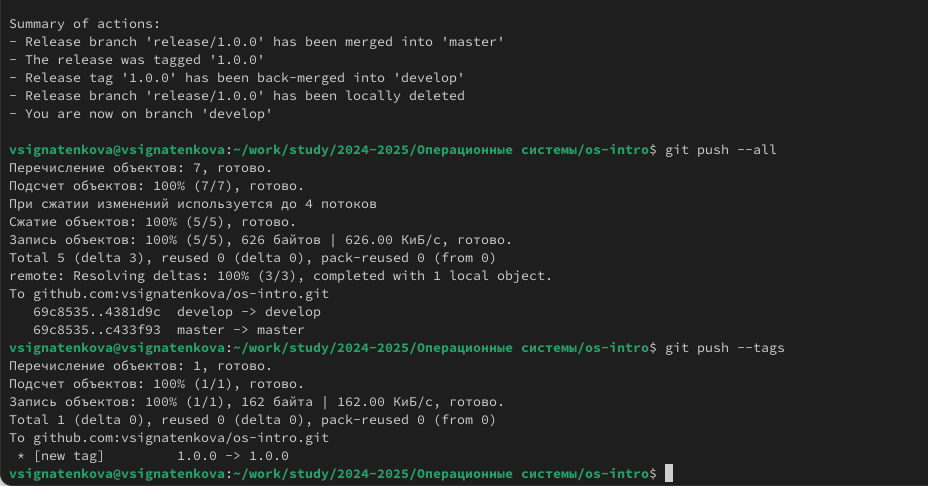 Summary of actions:
- Release branch 'release/1.0.0' has been merged into 'master'
- The release was tagged '1.0.0'
- Release tag '1.0.0' has been back-merged into 'develop'
- Release branch 'release/1.0.0' has been locally deleted
- You are now on branch 'develop'

vsignatenkova@vsignatenkova:~/work/study/2024-2025/Операционные системы/os-intro$ git push --all
Перечисление объектов: 7, готово.
Подсчет объектов: 100% (7/7), готово.
При сжатии изменений используется до 4 потоков
Сжатие объектов: 100% (5/5), готово.
Запись объектов: 100% (5/5), 626 байтов | 626.00 КиБ/с, готово.
Total 5 (delta 3), reused 0 (delta 0), pack-reused 0 (from 0)
remote: Resolving deltas: 100% (3/3), completed with 1 local object.
To github.com:vsignatenkova/os-intro.git
   69c8535..4381d9c  develop -> develop
   69c8535..c433f93  master -> master
vsignatenkova@vsignatenkova:~/work/study/2024-2025/Операционные системы/os-intro$ git push --tags
Перечисление объектов: 1, готово.
Подсчет объектов: 100% (1/1), готово.
Запись объектов: 100% (1/1), 162 байта | 162.00 КиБ/с, готово.
Total 1 (delta 0), reused 0 (delta 0), pack-reused 0 (from 0)
To github.com:vsignatenkova/os-intro.git
 * [new tag]         1.0.0 -> 1.0.0
vsignatenkova@vsignatenkova:~/work/study/2024-2025/Операционные системы/os-intro$